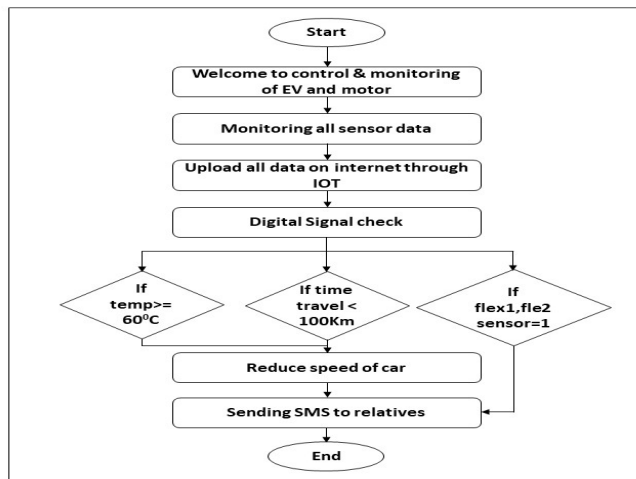 Start
Welcome to control & monitoring
of EV and motor
Monitoring all sensor data
Upload all data on internet through
IOT
Digital Signal check
If
temp>=
60⁰C
If time
travel <
100Km
If
flex1,fle2
sensor=1
Reduce speed of car
Sending SMS to relatives
End